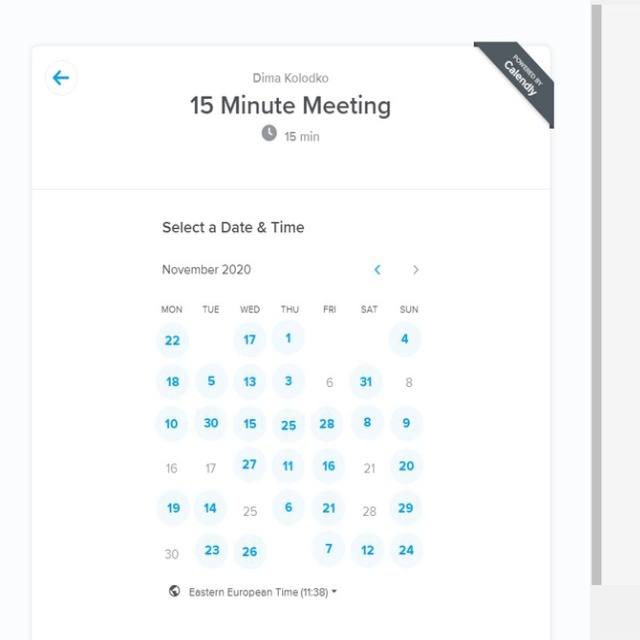 POWERED BY
Calendly
Dima Kolodko
15 Minute Meeting
15 min
Select a Date & Time
November 2020
MON TUE WED THU FRI SAT SUN
22 17 1 4
18 5 13 3 6 31 8
10 30 15 25 28 8 9
16 17 27 11 16 21 20
19 14 25 6 21 28 29
30 23 26 7 12 24
Eastern European Time (11:38)